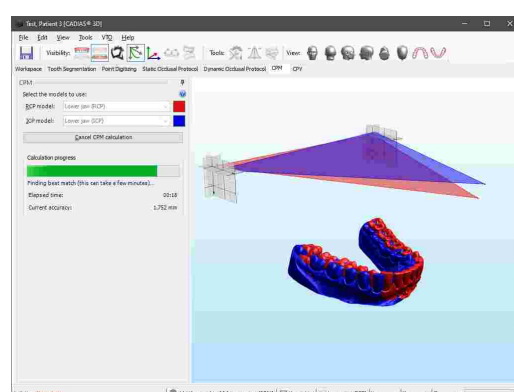 Test, Patient 3 [CADIAS® 3D]
File Edit View Tools VTO Help
Visibility: Tools: View:
Workspace Tooth Segmentation Point Digitizing Static Occlusal Protocol Dynamic Occlusal Protocol CPM CPV
CPM
Select the models to use:
RCP model: Lower jaw (RCP)
ICP model: Lower jaw (ICP)
Cancel CPM calculation
Calculation progress
Finding best match (this can take a few minutes)...
Elapsed time: 00:18
Current accuracy: 1.752 mm